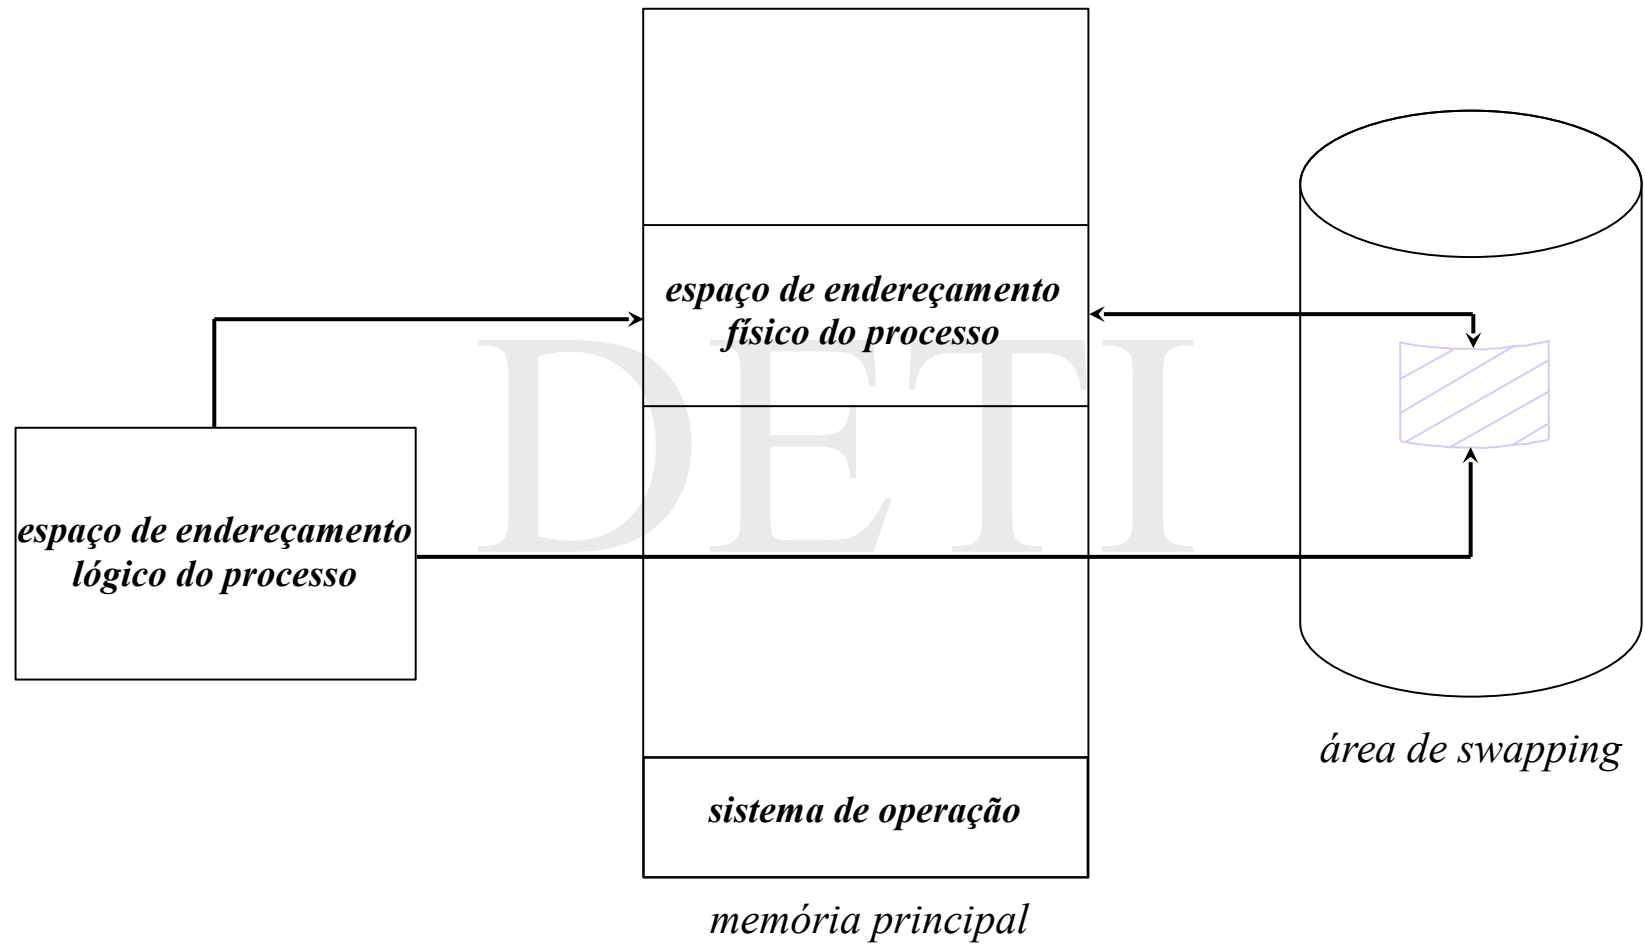 espaço de endereçamento
físico do processo
DETI
espaço de endereçamento
lógico do processo
área de swapping
sistema de operação
memória principal